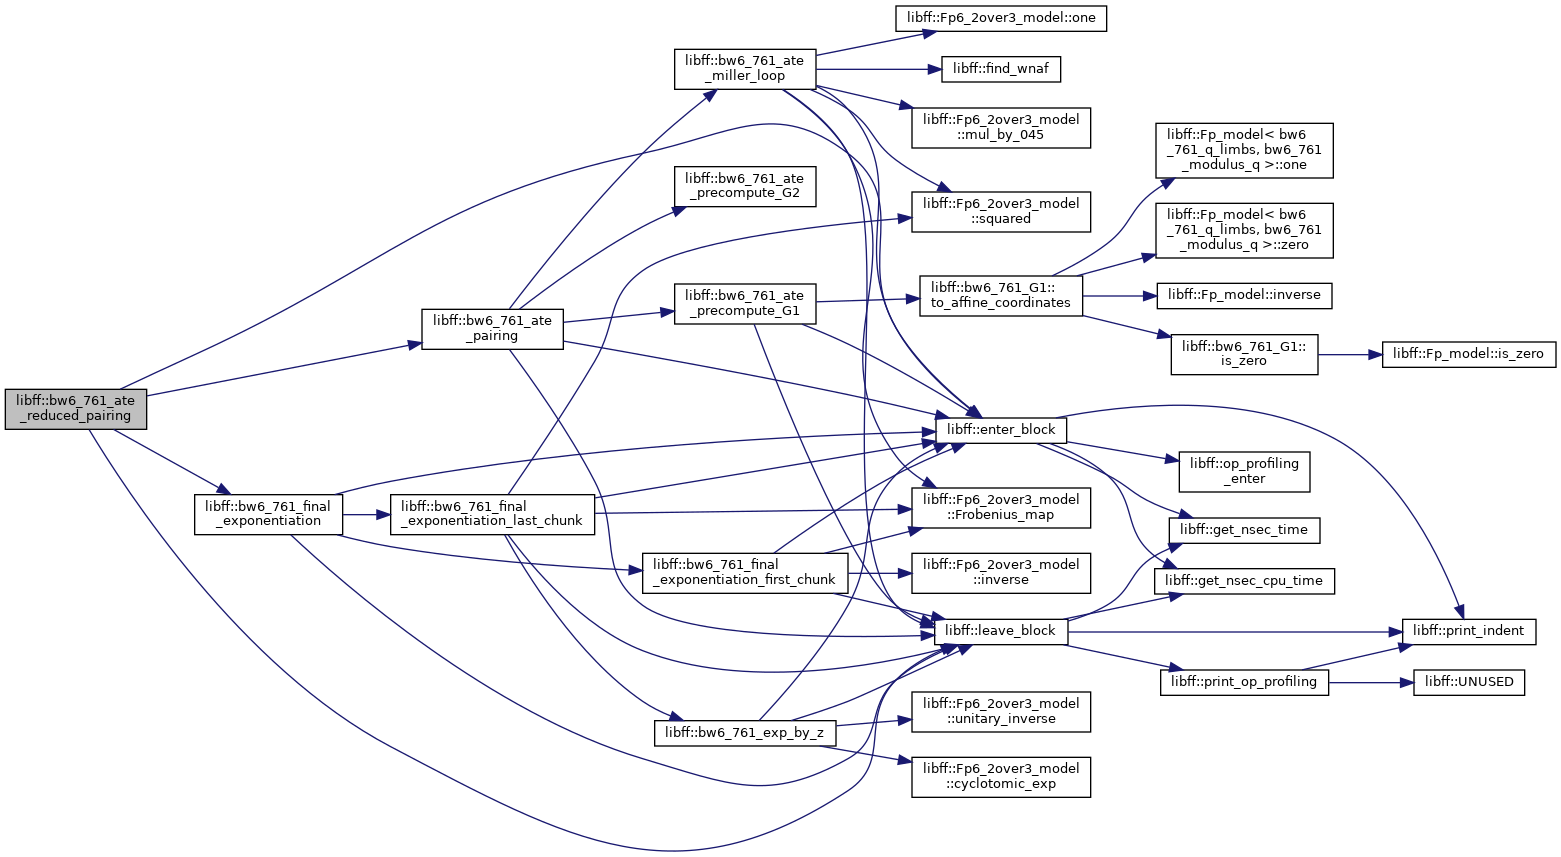 libff::bw6_761_ate
_reduced_pairing
libff::bw6_761_ate
_pairing
libff::bw6_761_final
_exponentiation
libff::bw6_761_final
_exponentiation_last_chunk
libff::bw6_761_ate
_miller_loop
libff::bw6_761_ate
_precompute_G2
libff::bw6_761_ate
_precompute_G1
libff::bw6_761_final
_exponentiation_first_chunk
libff::bw6_761_exp_by_z
libff::Fp6_2over3_model::one
libff::find_wnaf
libff::Fp6_2over3_model
::mul_by_045
libff::Fp6_2over3_model
::squared
libff::bw6_761_G1::
to_affine_coordinates
libff::enter_block
libff::Fp6_2over3_model
::Frobenius_map
libff::Fp6_2over3_model
::inverse
libff::leave_block
libff::Fp6_2over3_model
::unitary_inverse
libff::Fp6_2over3_model
::cyclotomic_exp
libff::Fp_model< bw6
_761_q_limbs, bw6_761
_modulus_q >::one
libff::Fp_model< bw6
_761_q_limbs, bw6_761
_modulus_q >::zero
libff::Fp_model::inverse
libff::bw6_761_G1::
is_zero
libff::op_profiling
_enter
libff::get_nsec_time
libff::get_nsec_cpu_time
libff::print_op_profiling
libff::Fp_model::is_zero
libff::print_indent
libff::UNUSED